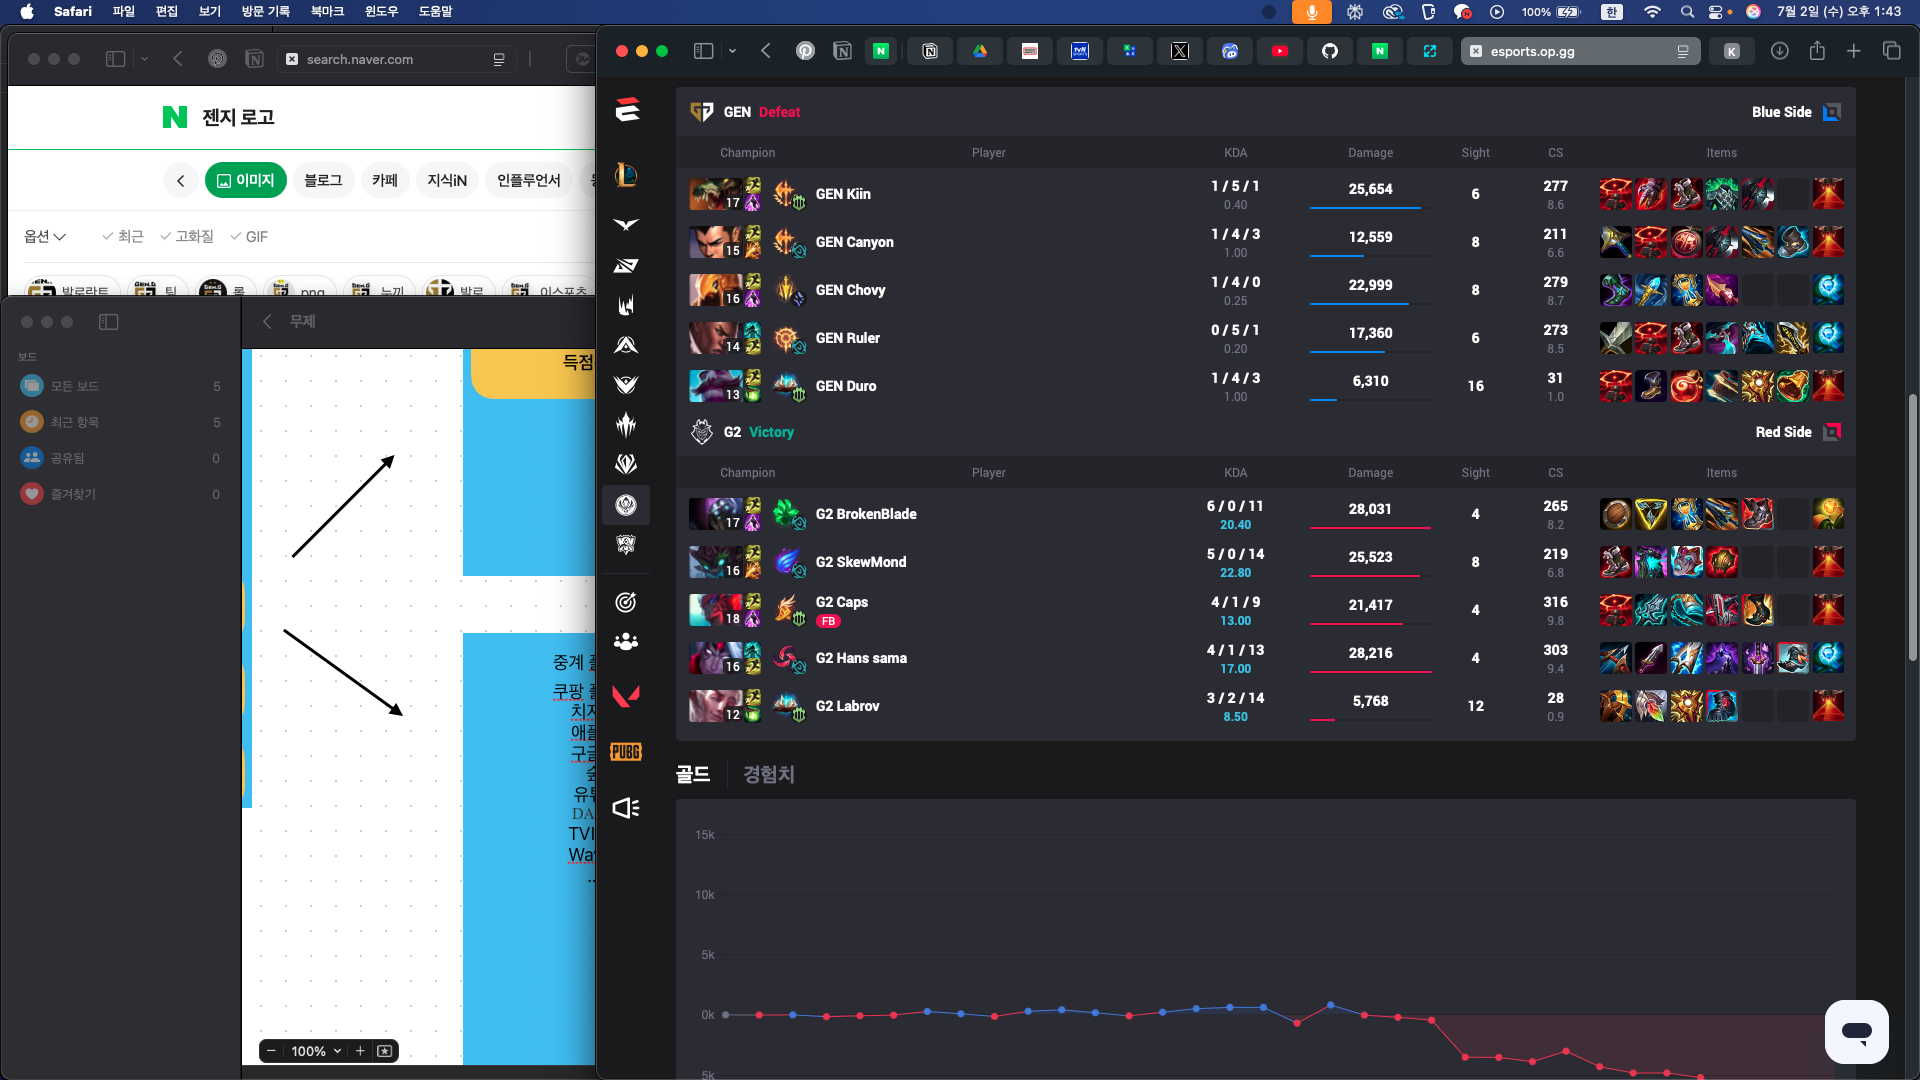 Safari 파일 편집 보기 방문 기록 북마크 윈도우 도움말
100% 한 7월 2일 (수) 오후 1:43
search.naver.com
젠지 로고
이미지 블로그 카페 지식iN 인플루언서
옵션 최근 고화질 GIF
발로란트 팀 롤 png 누끼 발로 이스포츠
무제
보드
모든 보드 5
최근 항목 5
공유됨 0
즐겨찾기 0
득점
중계 플
쿠팡 플
치지
애플
구글
유튜
DA
TVI
Wav
..
100%
esports.op.gg
K
GEN Defeat Blue Side
Champion Player KDA Damage Sight CS Items
17 GEN Kiin 1 / 5 / 1 0.40 25,654 6 277 8.6
15 GEN Canyon 1 / 4 / 3 1.00 12,559 8 211 6.6
16 GEN Chovy 1 / 4 / 0 0.25 22,999 8 279 8.7
14 GEN Ruler 0 / 5 / 1 0.20 17,360 6 273 8.5
13 GEN Duro 1 / 4 / 3 1.00 6,310 16 31 1.0
G2 Victory Red Side
Champion Player KDA Damage Sight CS Items
17 G2 BrokenBlade 6 / 0 / 11 20.40 28,031 4 265 8.2
16 G2 SkewMond 5 / 0 / 14 22.80 25,523 8 219 6.8
18 G2 Caps FB 4 / 1 / 9 13.00 21,417 4 316 9.8
16 G2 Hans sama 4 / 1 / 13 17.00 28,216 4 303 9.4
12 G2 Labrov 3 / 2 / 14 8.50 5,768 12 28 0.9
PUBG
골드 경험치
15k
10k
5k
0k
5k